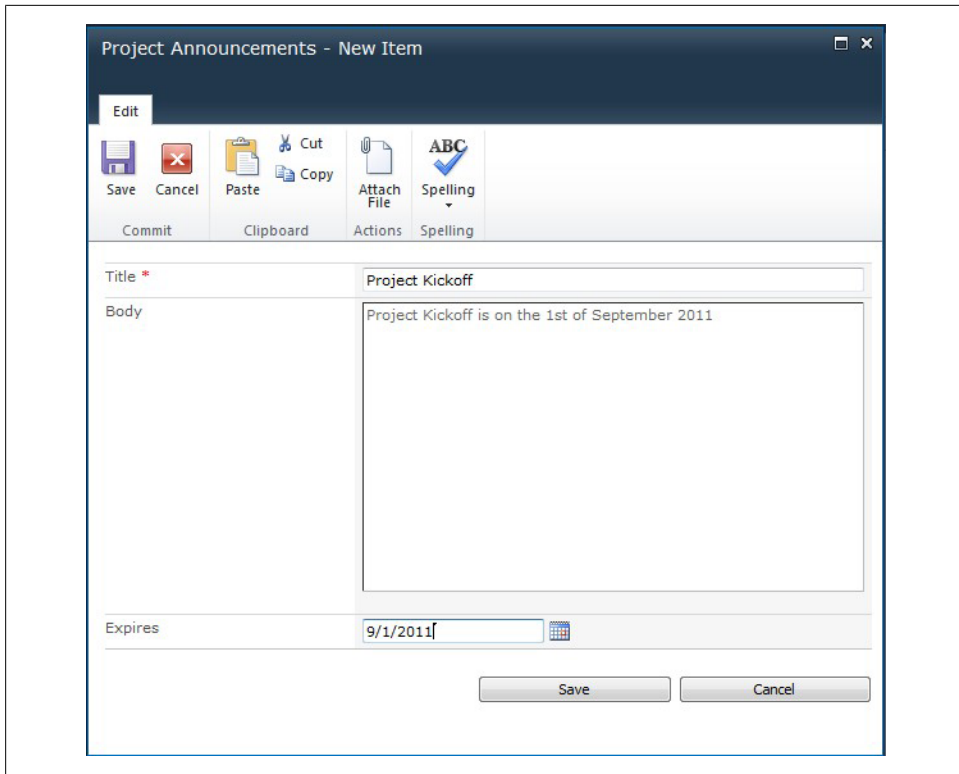 Project Announcements - New Item
Edit
Save
Cancel
Paste
Cut
Copy
Attach
File
ABC
Spelling
Commit
Clipboard
Actions
Spelling
Title *
Project Kickoff
Body
Project Kickoff is on the 1st of September 2011
Expires
9/1/2011
Save
Cancel